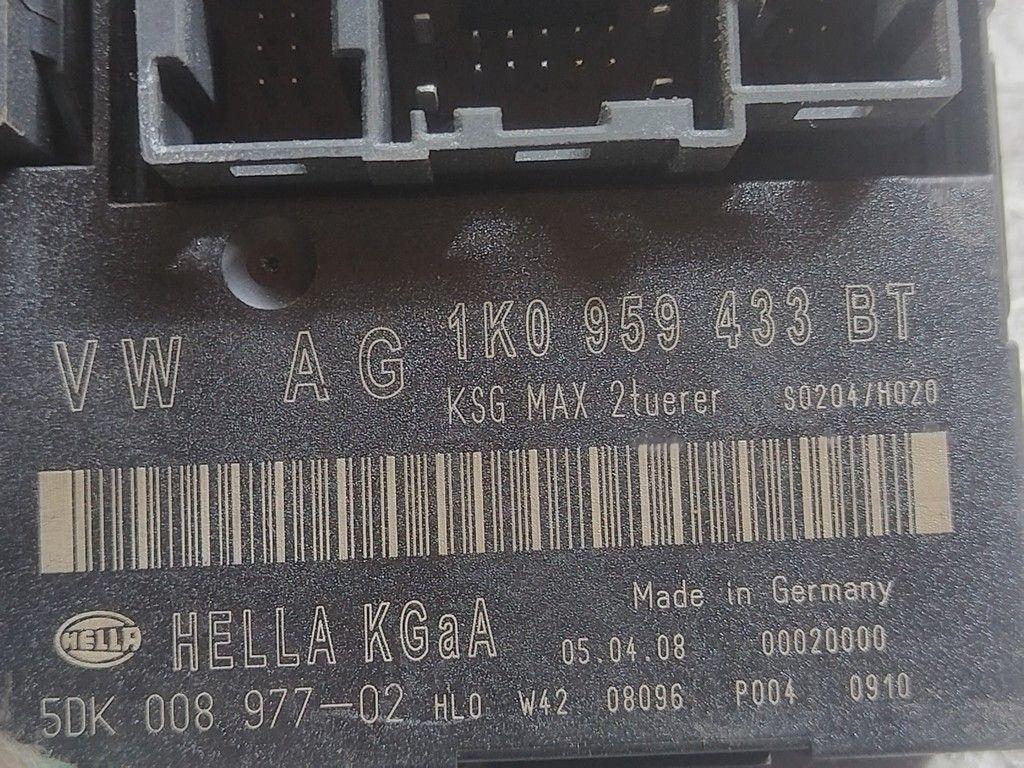 VW AG 1K0 959 433 BT
KSG MAX 2tuerer S0204/H020
Made in Germany
HELLA HELLA KGaA 05.04.08 00020000
5DK 008 977-02 HL0 W42 08096 P004 0910